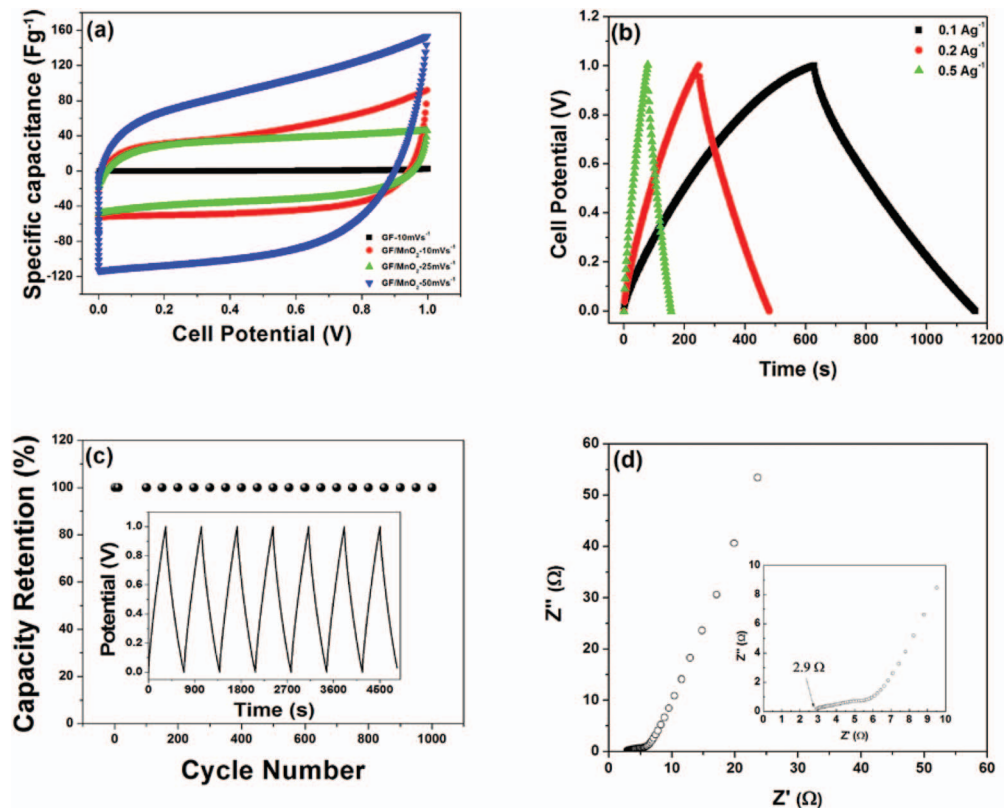 (a)
Specific capacitance (Fg⁻¹)
160
120
80
40
0
-40
-80
-120
GF-10mVs⁻¹
GF/MnO₂-10mVs⁻¹
GF/MnO₂-25mVs⁻¹
GF/MnO₂-50mVs⁻¹
0.0 0.2 0.4 0.6 0.8 1.0
Cell Potential (V)
(b)
Cell Potential (V)
1.2
1.0
0.8
0.6
0.4
0.2
0.0
0.1 Ag⁻¹
0.2 Ag⁻¹
0.5 Ag⁻¹
0 200 400 600 800 1000 1200
Time (s)
(c)
Capacity Retention (%)
120
100
80
60
40
20
0
Potential (V)
1.0
0.8
0.6
0.4
0.2
0.0
0 900 1800 2700 3600 4500
Time (s)
0 200 400 600 800 1000
Cycle Number
(d)
Z'' (Ω)
60
50
40
30
20
10
0
Z'' (Ω)
10
8
6
4
2
0
2.9 Ω
0 1 2 3 4 5 6 7 8 9 10
Z' (Ω)
0 10 20 30 40 50 60
Z' (Ω)